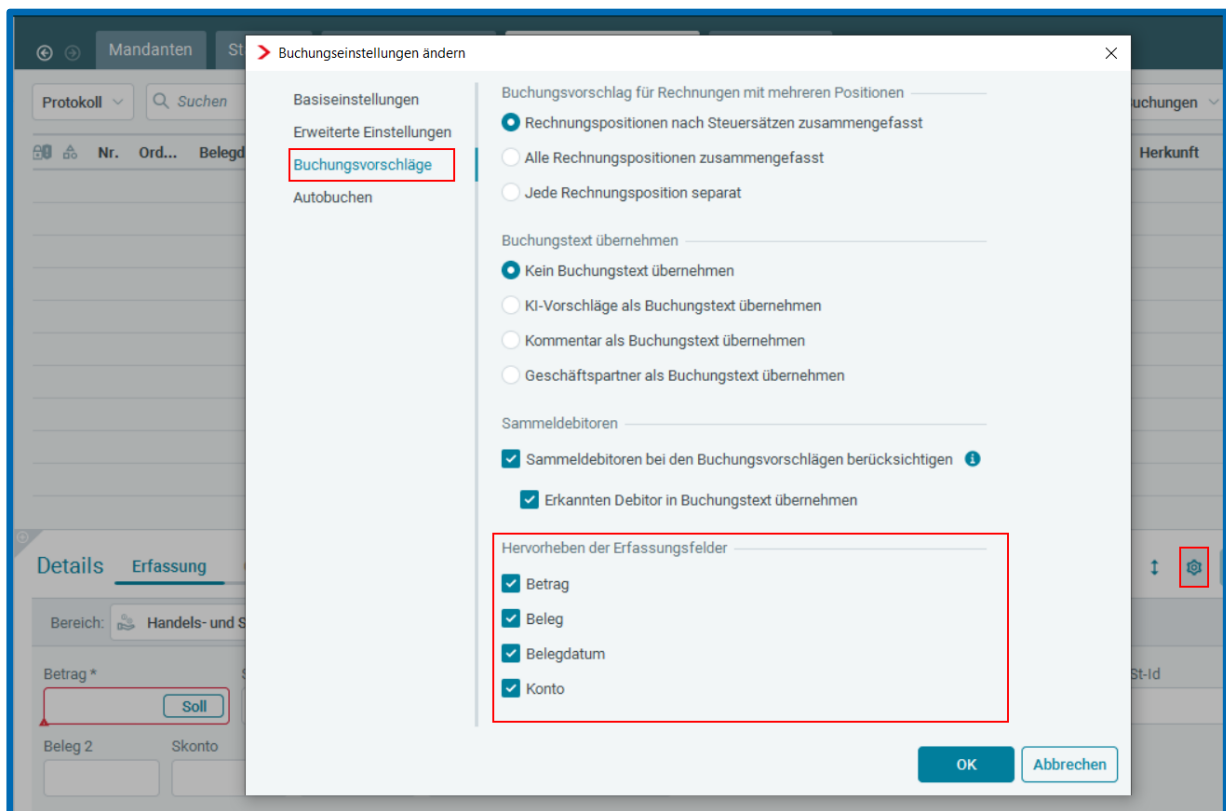 Mandanten
St
Buchungseinstellungen ändern
Protokoll
Suchen
uchungen
Nr. Ord... Belegd
Herkunft
Basiseinstellungen
Erweiterte Einstellungen
Buchungsvorschläge
Autobuchen
Buchungsvorschlag für Rechnungen mit mehreren Positionen
Rechnungspositionen nach Steuersätzen zusammengefasst
Alle Rechnungspositionen zusammengefasst
Jede Rechnungsposition separat
Buchungstext übernehmen
Kein Buchungstext übernehmen
KI-Vorschläge als Buchungstext übernehmen
Kommentar als Buchungstext übernehmen
Geschäftspartner als Buchungstext übernehmen
Sammeldebitoren
Sammeldebitoren bei den Buchungsvorschlägen berücksichtigen
Erkannten Debitor in Buchungstext übernehmen
Hervorheben der Erfassungsfelder
Betrag
Beleg
Belegdatum
Konto
OK
Abbrechen
Details
Erfassung
Bereich:
Handels- und S
Betrag *
S
St-Id
Soll
Beleg 2
Skonto